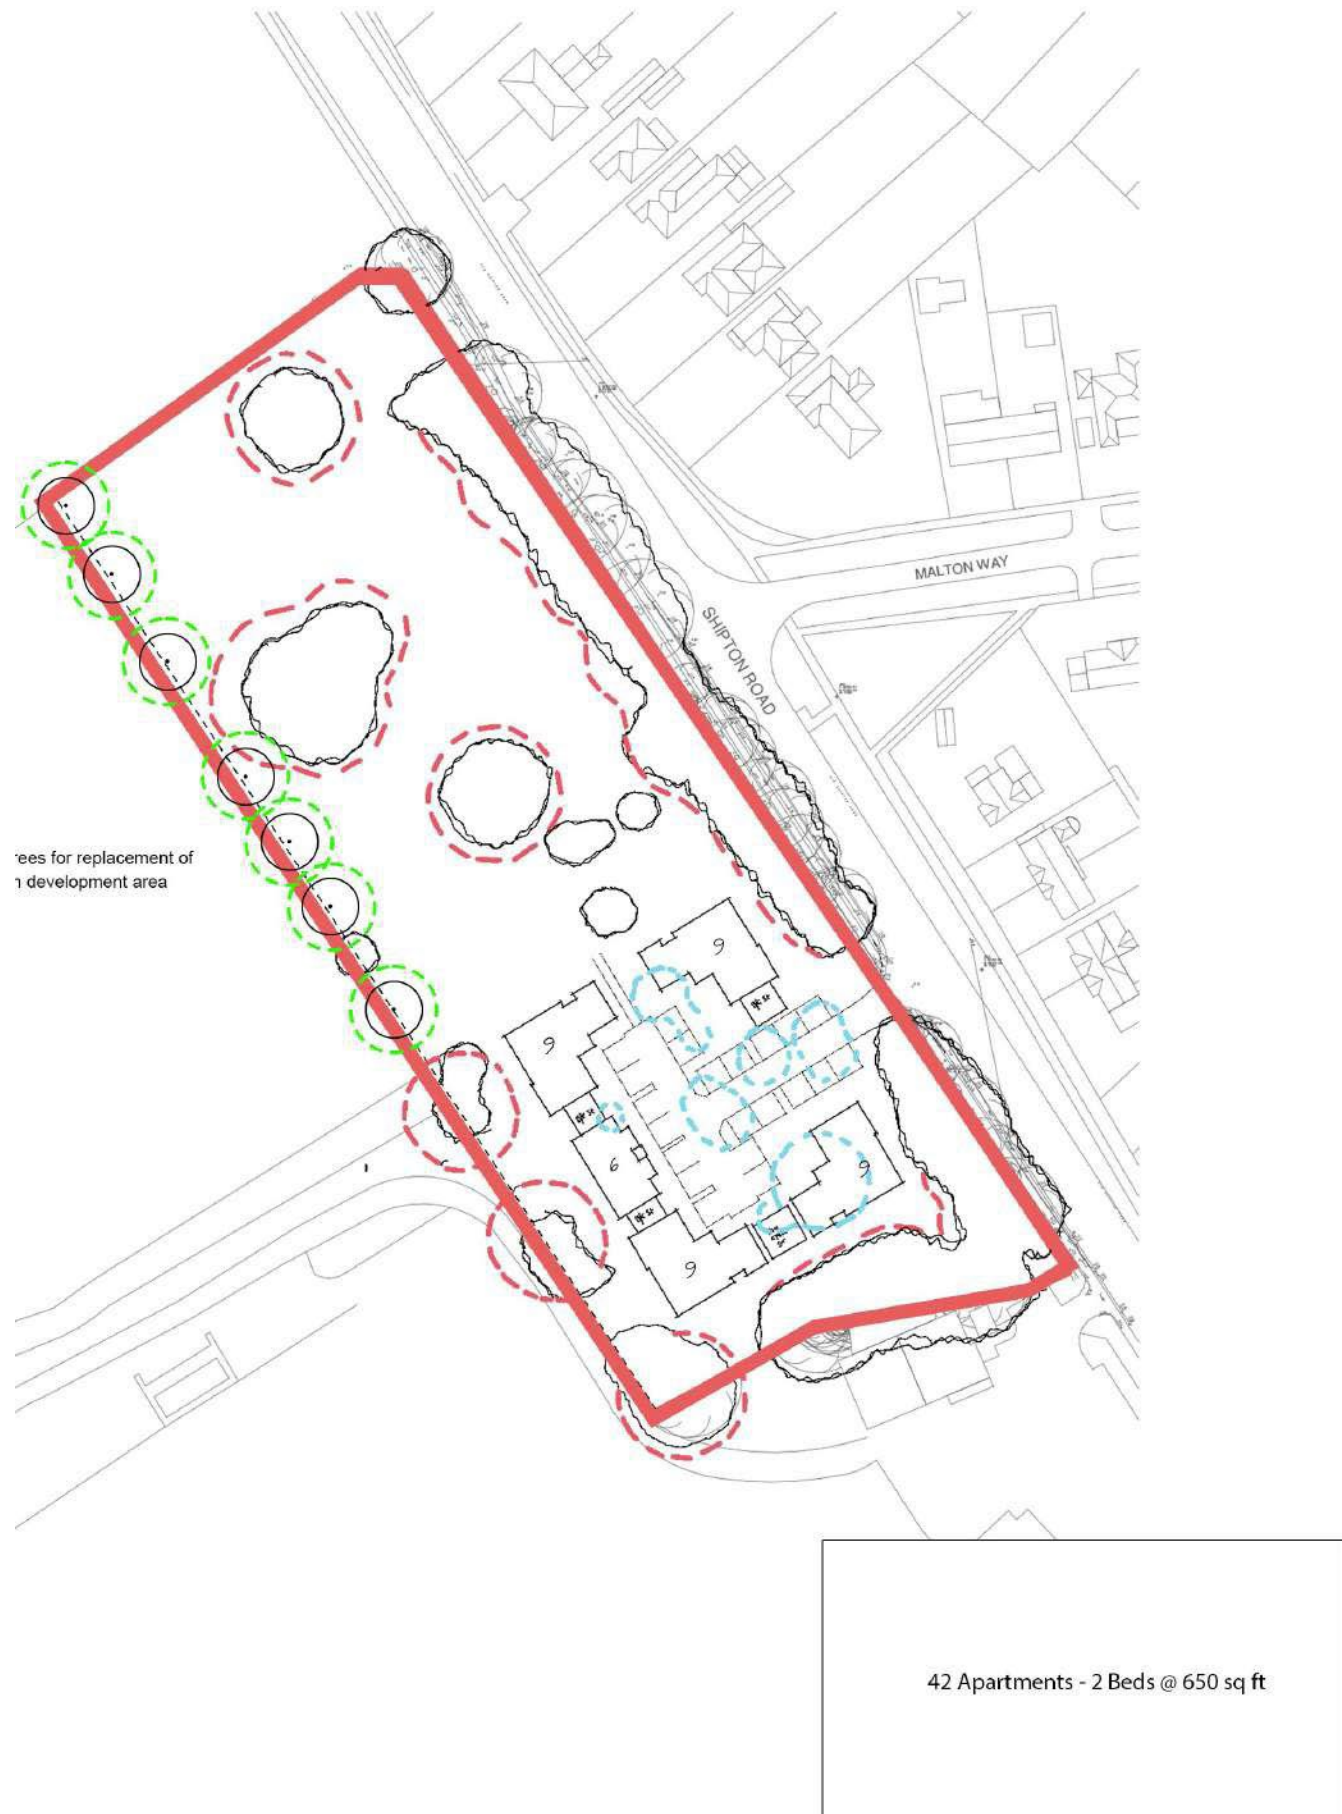 MALTON WAY
SHIPTON ROAD
rees for replacement of
n development area
9
9
6
9
9
42 Apartments - 2 Beds @ 650 sq ft